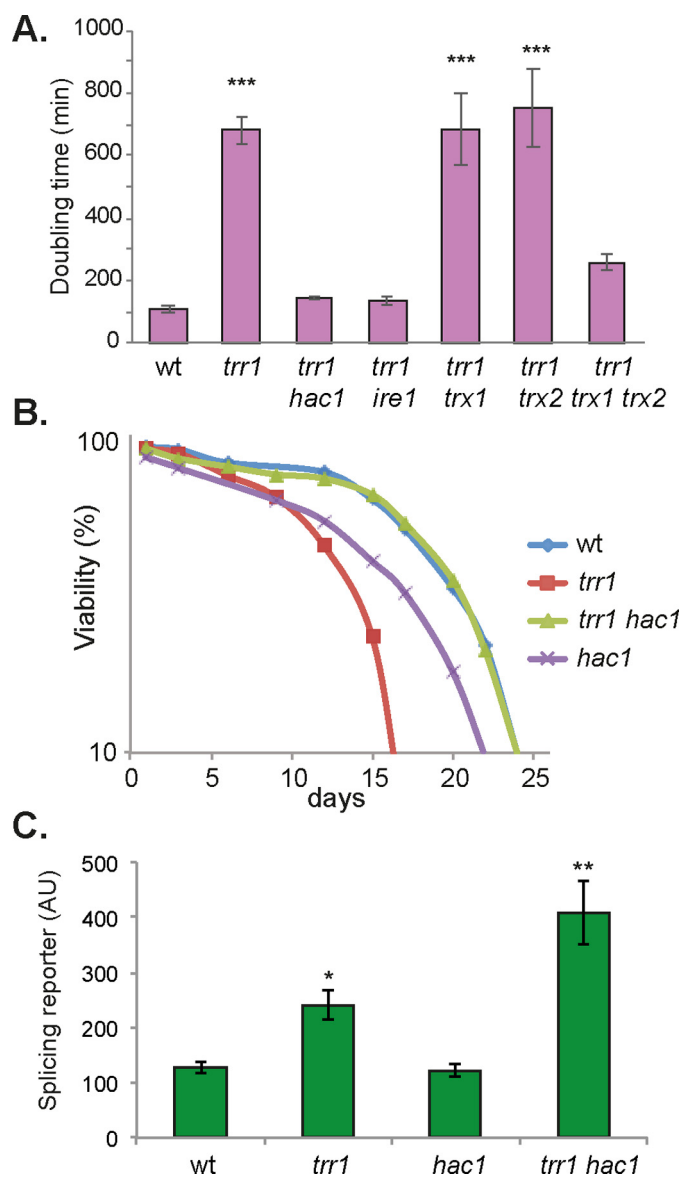 A.
Doubling time (min)
1000
800
600
400
200
0
***
***
***
wt
trr1
trr1 hac1
trr1 ire1
trr1 trx1
trr1 trx2
trr1 trx1 trx2
B.
Viability (%)
100
10
0 5 10 15 20 25
days
wt
trr1
trr1 hac1
hac1
C.
Splicing reporter (AU)
500
400
300
200
100
0
*
**
wt trr1 hac1 trr1 hac1